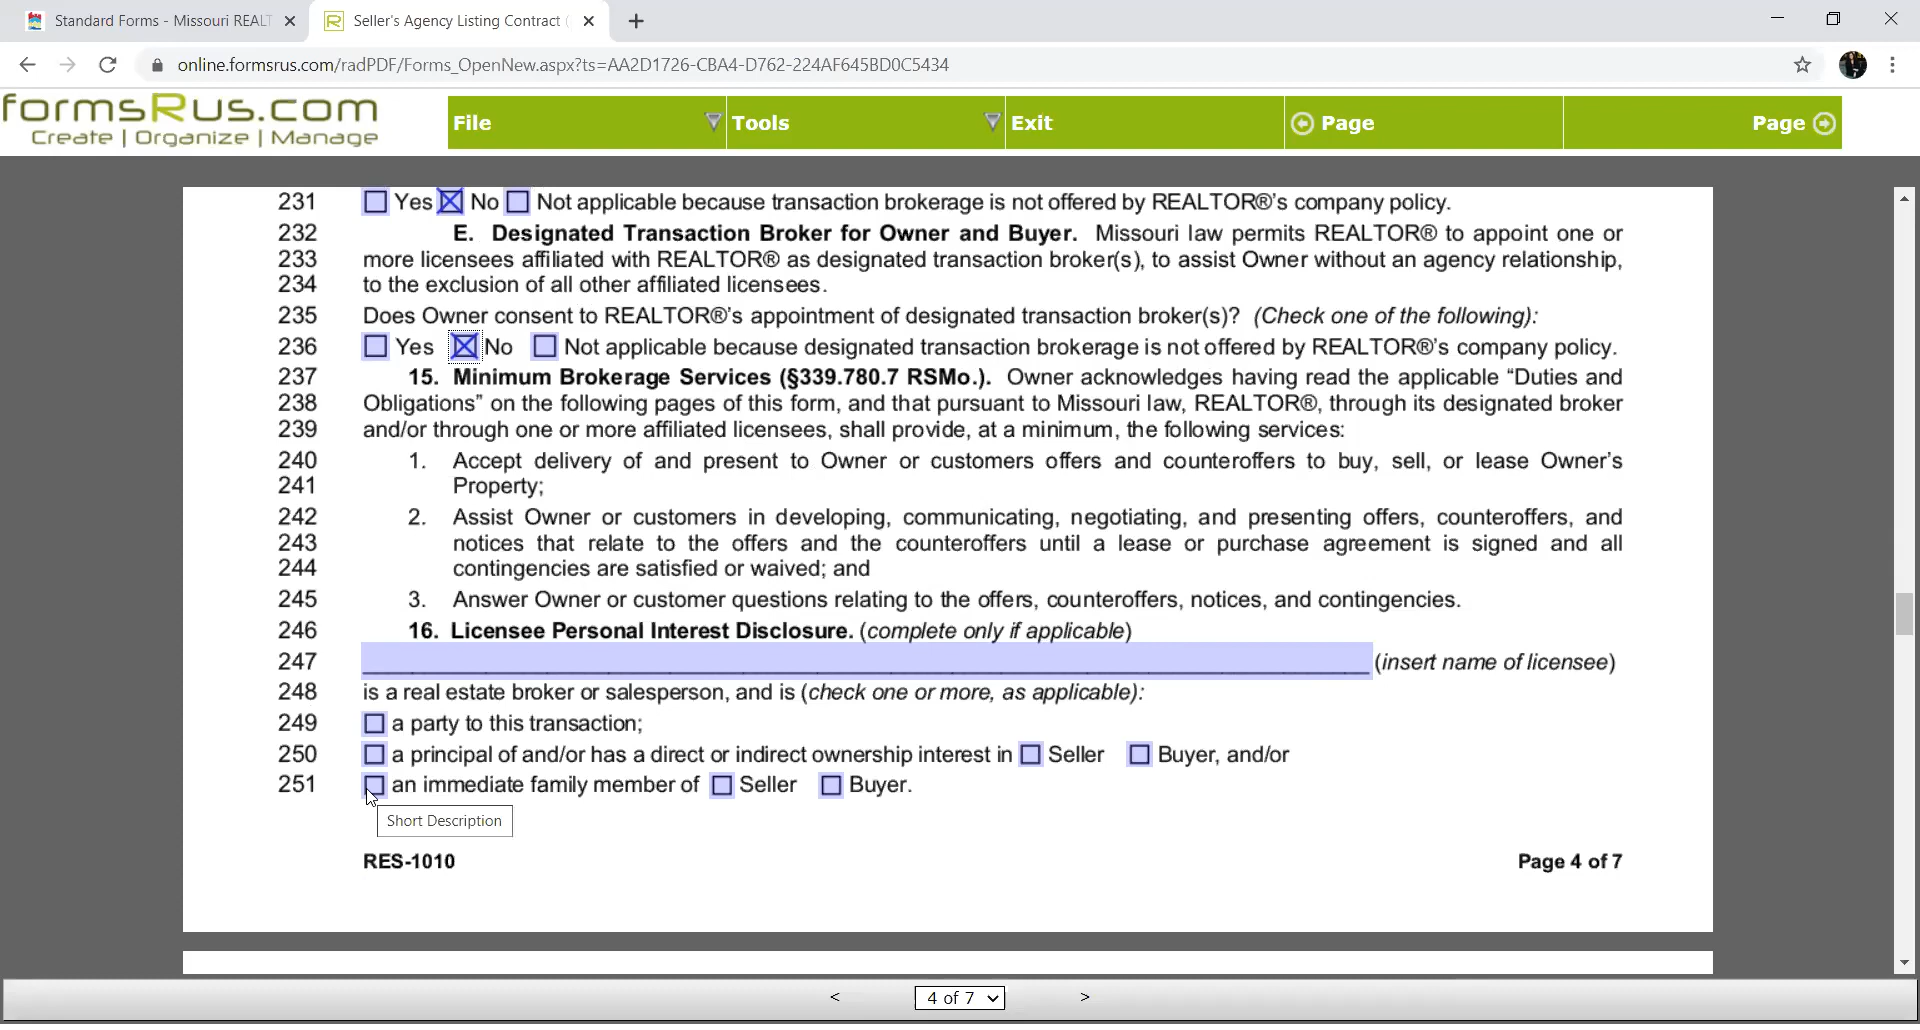 Standard Forms - Missouri REALT
Seller's Agency Listing Contract (
online.formsrus.com/radPDF/Forms_OpenNew.aspx?ts=AA2D1726-CBA4-D762-224AF645BD0C5434
formsRus.com
Create | Organize | Manage
File
Tools
Exit
Page
Page
231 Yes No Not applicable because transaction brokerage is not offered by REALTOR®'s company policy.
232 E. Designated Transaction Broker for Owner and Buyer. Missouri law permits REALTOR® to appoint one or
233 more licensees affiliated with REALTOR® as designated transaction broker(s), to assist Owner without an agency relationship,
234 to the exclusion of all other affiliated licensees.
235 Does Owner consent to REALTOR®'s appointment of designated transaction broker(s)? (Check one of the following):
236 Yes No Not applicable because designated transaction brokerage is not offered by REALTOR®'s company policy.
237 15. Minimum Brokerage Services (§339.780.7 RSMo.). Owner acknowledges having read the applicable “Duties and
238 Obligations” on the following pages of this form, and that pursuant to Missouri law, REALTOR®, through its designated broker
239 and/or through one or more affiliated licensees, shall provide, at a minimum, the following services:
240 1. Accept delivery of and present to Owner or customers offers and counteroffers to buy, sell, or lease Owner's
241 Property;
242 2. Assist Owner or customers in developing, communicating, negotiating, and presenting offers, counteroffers, and
243 notices that relate to the offers and the counteroffers until a lease or purchase agreement is signed and all
244 contingencies are satisfied or waived; and
245 3. Answer Owner or customer questions relating to the offers, counteroffers, notices, and contingencies.
246 16. Licensee Personal Interest Disclosure. (complete only if applicable)
247 (insert name of licensee)
248 is a real estate broker or salesperson, and is (check one or more, as applicable):
249 a party to this transaction;
250 a principal of and/or has a direct or indirect ownership interest in Seller Buyer, and/or
251 an immediate family member of Seller Buyer.
Short Description
RES-1010 Page 4 of 7
< 4 of 7 >